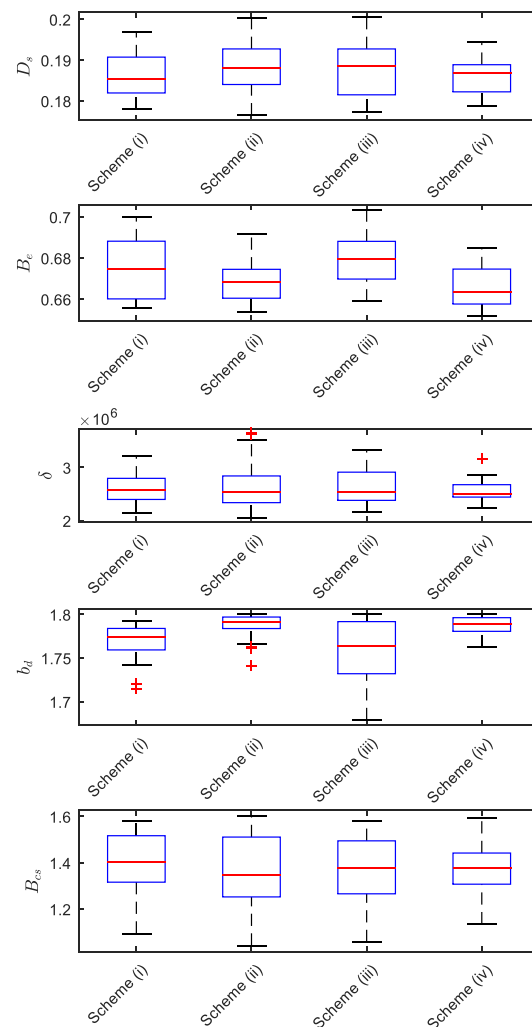 0.2
0.19
0.18
D_s
Scheme (i) Scheme (ii) Scheme (iii) Scheme (iv)
0.7
0.68
0.66
B_e
Scheme (i) Scheme (ii) Scheme (iii) Scheme (iv)
×10^6
3
2
δ
Scheme (i) Scheme (ii) Scheme (iii) Scheme (iv)
1.8
1.75
1.7
b_d
Scheme (i) Scheme (ii) Scheme (iii) Scheme (iv)
1.6
1.4
1.2
B_{cs}
Scheme (i) Scheme (ii) Scheme (iii) Scheme (iv)